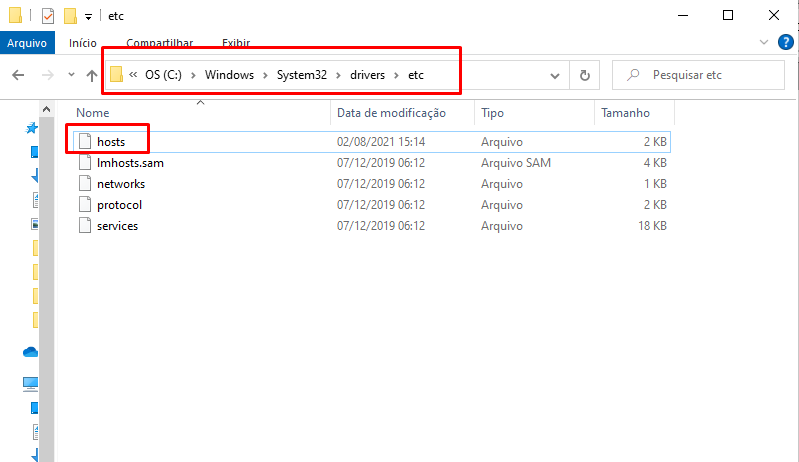 etc
Arquivo Início Compartilhar Exibir
« OS (C:) > Windows > System32 > drivers > etc Pesquisar etc
Nome Data de modificação Tipo Tamanho
hosts 02/08/2021 15:14 Arquivo 2 KB
lmhosts.sam 07/12/2019 06:12 Arquivo SAM 4 KB
networks 07/12/2019 06:12 Arquivo 1 KB
protocol 07/12/2019 06:12 Arquivo 2 KB
services 07/12/2019 06:12 Arquivo 18 KB